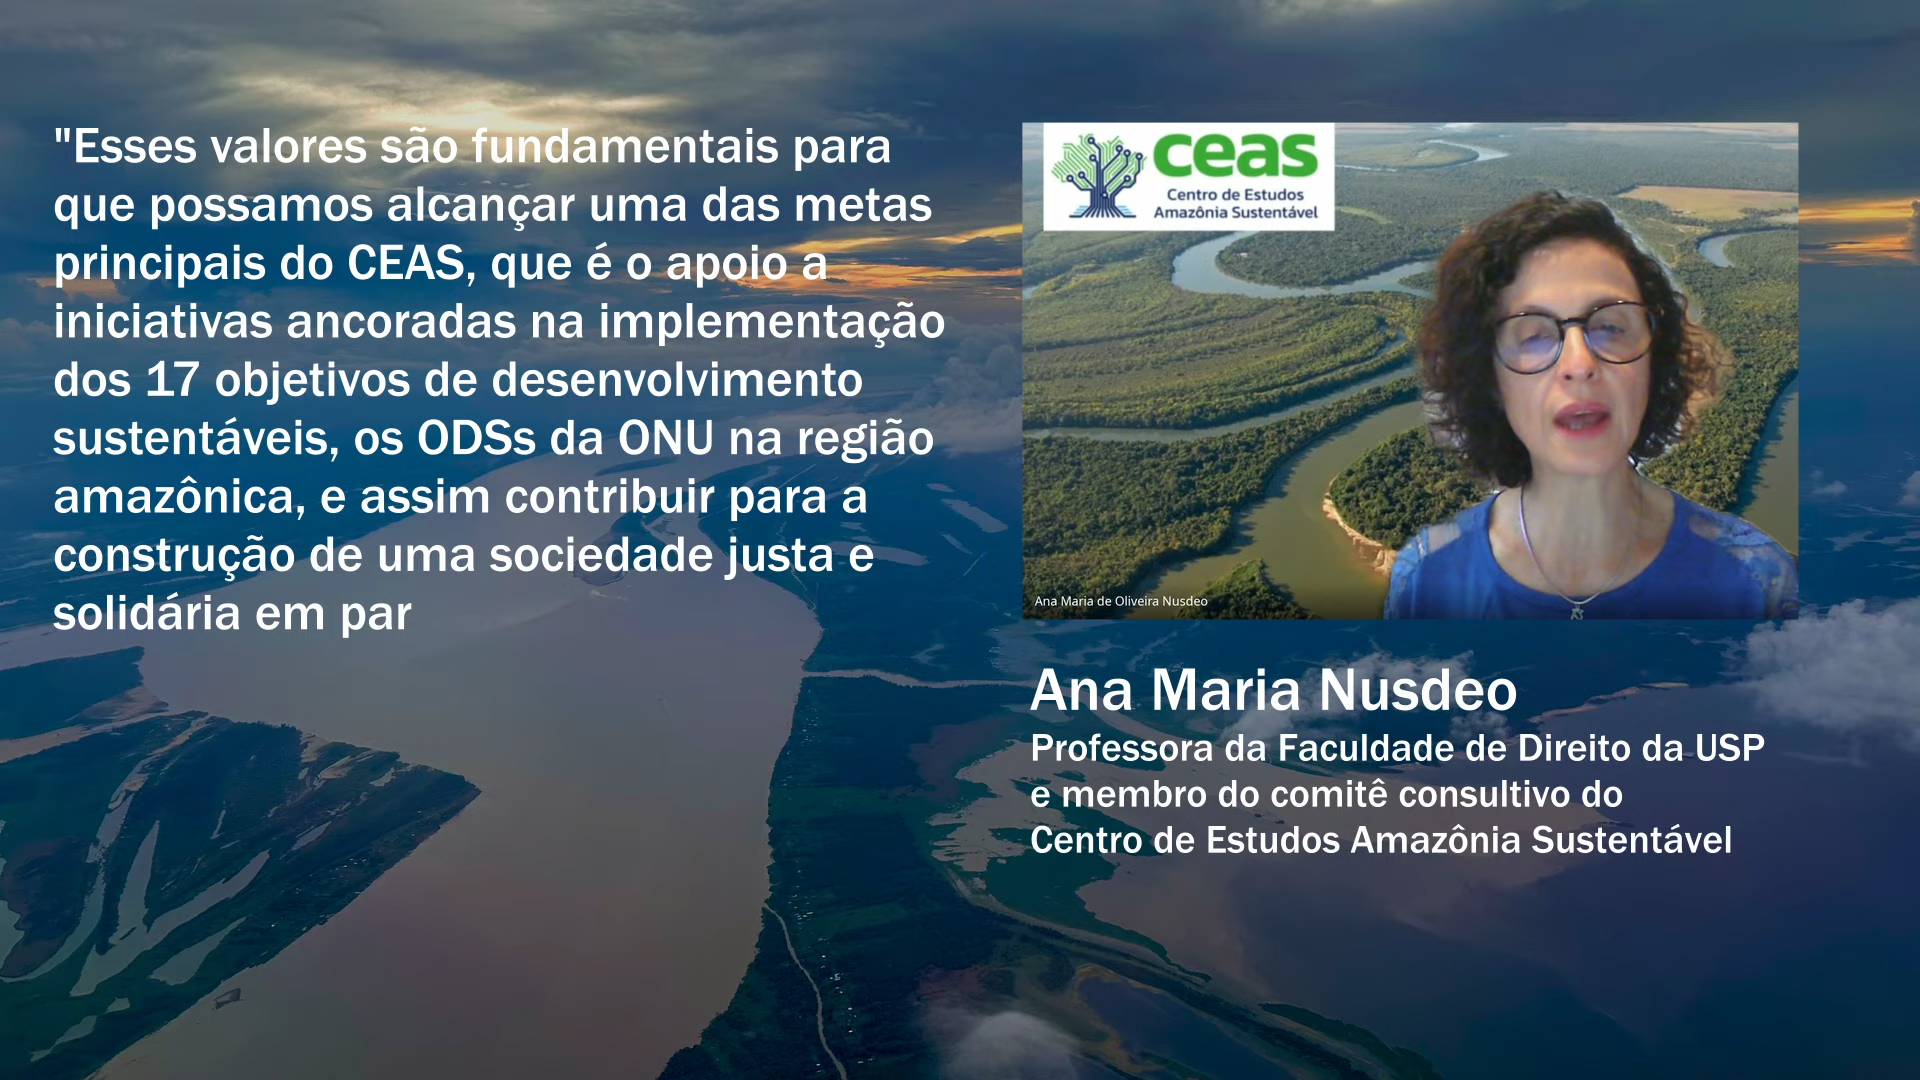 "Esses valores são fundamentais para
que possamos alcançar uma das metas
principais do CEAS, que é o apoio a
iniciativas ancoradas na implementação
dos 17 objetivos de desenvolvimento
sustentáveis, os ODSs da ONU na região
amazônica, e assim contribuir para a
construção de uma sociedade justa e
solidária em par
ceas
Centro de Estudos
Amazônia Sustentável
Ana Maria de Oliveira Nusdeo
Ana Maria Nusdeo
Professora da Faculdade de Direito da USP
e membro do comitê consultivo do
Centro de Estudos Amazônia Sustentável